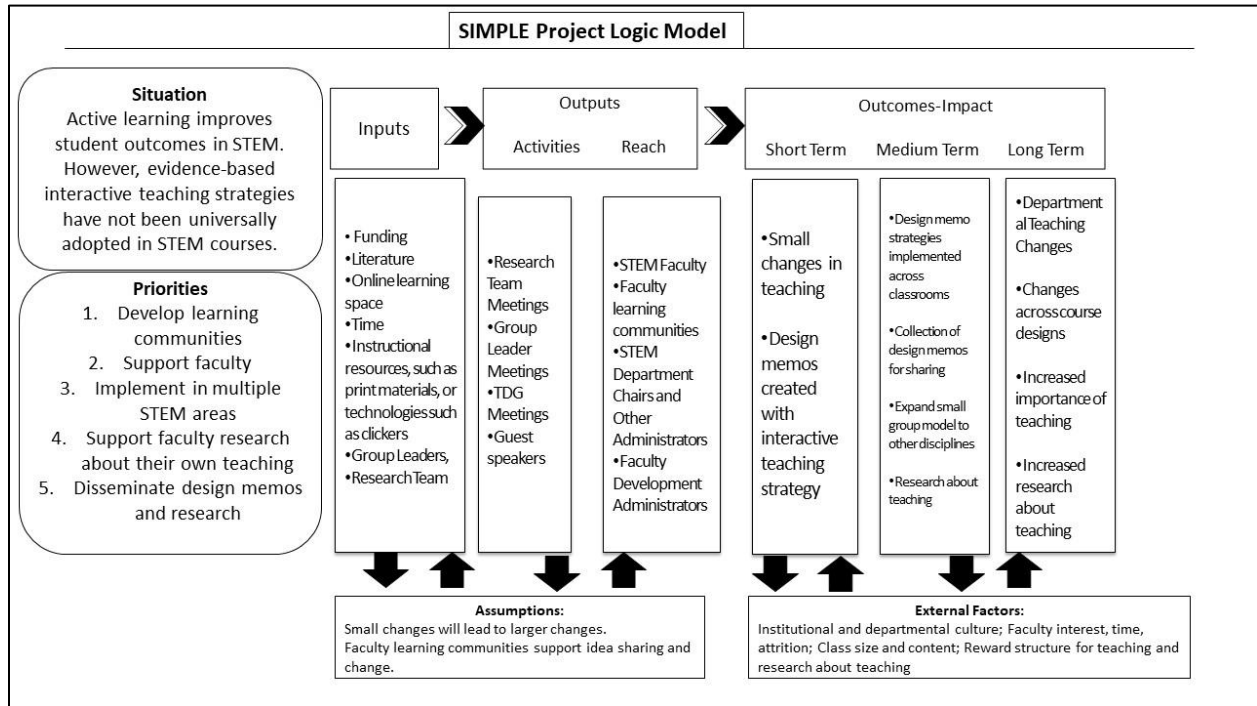 SIMPLE Project Logic Model
Situation
Active learning improves
student outcomes in STEM.
However, evidence-based
interactive teaching strategies
have not been universally
adopted in STEM courses.
Priorities
1. Develop learning
communities
2. Support faculty
3. Implement in multiple
STEM areas
4. Support faculty research
about their own teaching
5. Disseminate design memos
and research
Inputs
• Funding
• Literature
• Online learning
space
• Time
• Instructional
resources, such as
print materials, or
technologies such
as clickers
• Group Leaders,
• Research Team
Outputs
Activities Reach
• Research
Team
Meetings
• Group
Leader
Meetings
• TDG
Meetings
• Guest
speakers
• STEM Faculty
• Faculty
learning
communities
• STEM
Department
Chairs and
Other
Administrators
• Faculty
Development
Administrators
Outcomes-Impact
Short Term Medium Term Long Term
• Small
changes in
teaching
• Design
memos
created with
interactive
teaching
strategy
• Design memo
strategies
implemented
across
classrooms
• Collection of
design memos
for sharing
• Expand small
group model to
other disciplines
• Research about
teaching
• Department
al Teaching
Changes
• Changes
across course
designs
• Increased
importance of
teaching
• Increased
research
about
teaching
Assumptions:
Small changes will lead to larger changes.
Faculty learning communities support idea sharing and
change.
External Factors:
Institutional and departmental culture; Faculty interest, time,
attrition; Class size and content; Reward structure for teaching and
research about teaching